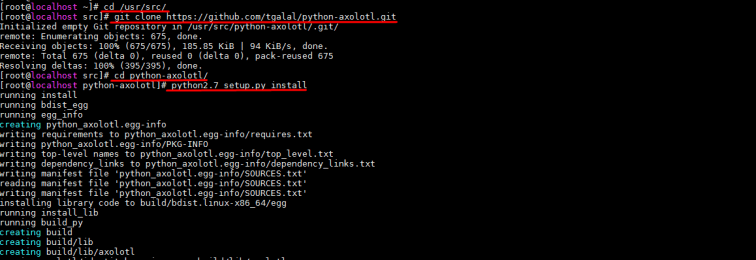 [root@localhost ~]# cd /usr/src/
[root@localhost src]# git clone https://github.com/tgalal/python-axolotl.git
Initialized empty Git repository in /usr/src/python-axolotl/.git/
remote: Enumerating objects: 675, done.
Receiving objects: 100% (675/675), 185.85 KiB | 94 KiB/s, done.
remote: Total 675 (delta 0), reused 0 (delta 0), pack-reused 675
Resolving deltas: 100% (395/395), done.
[root@localhost src]# cd python-axolotl/
[root@localhost python-axolotl]# python2.7 setup.py install
running install
running bdist_egg
running egg_info
creating python_axolotl.egg-info
writing requirements to python_axolotl.egg-info/requires.txt
writing python_axolotl.egg-info/PKG-INFO
writing top-level names to python_axolotl.egg-info/top_level.txt
writing dependency_links to python_axolotl.egg-info/dependency_links.txt
writing manifest file 'python_axolotl.egg-info/SOURCES.txt'
reading manifest file 'python_axolotl.egg-info/SOURCES.txt'
writing manifest file 'python_axolotl.egg-info/SOURCES.txt'
installing library code to build/bdist.linux-x86_64/egg
running install_lib
running build_py
creating build
creating build/lib
creating build/lib/axolotl